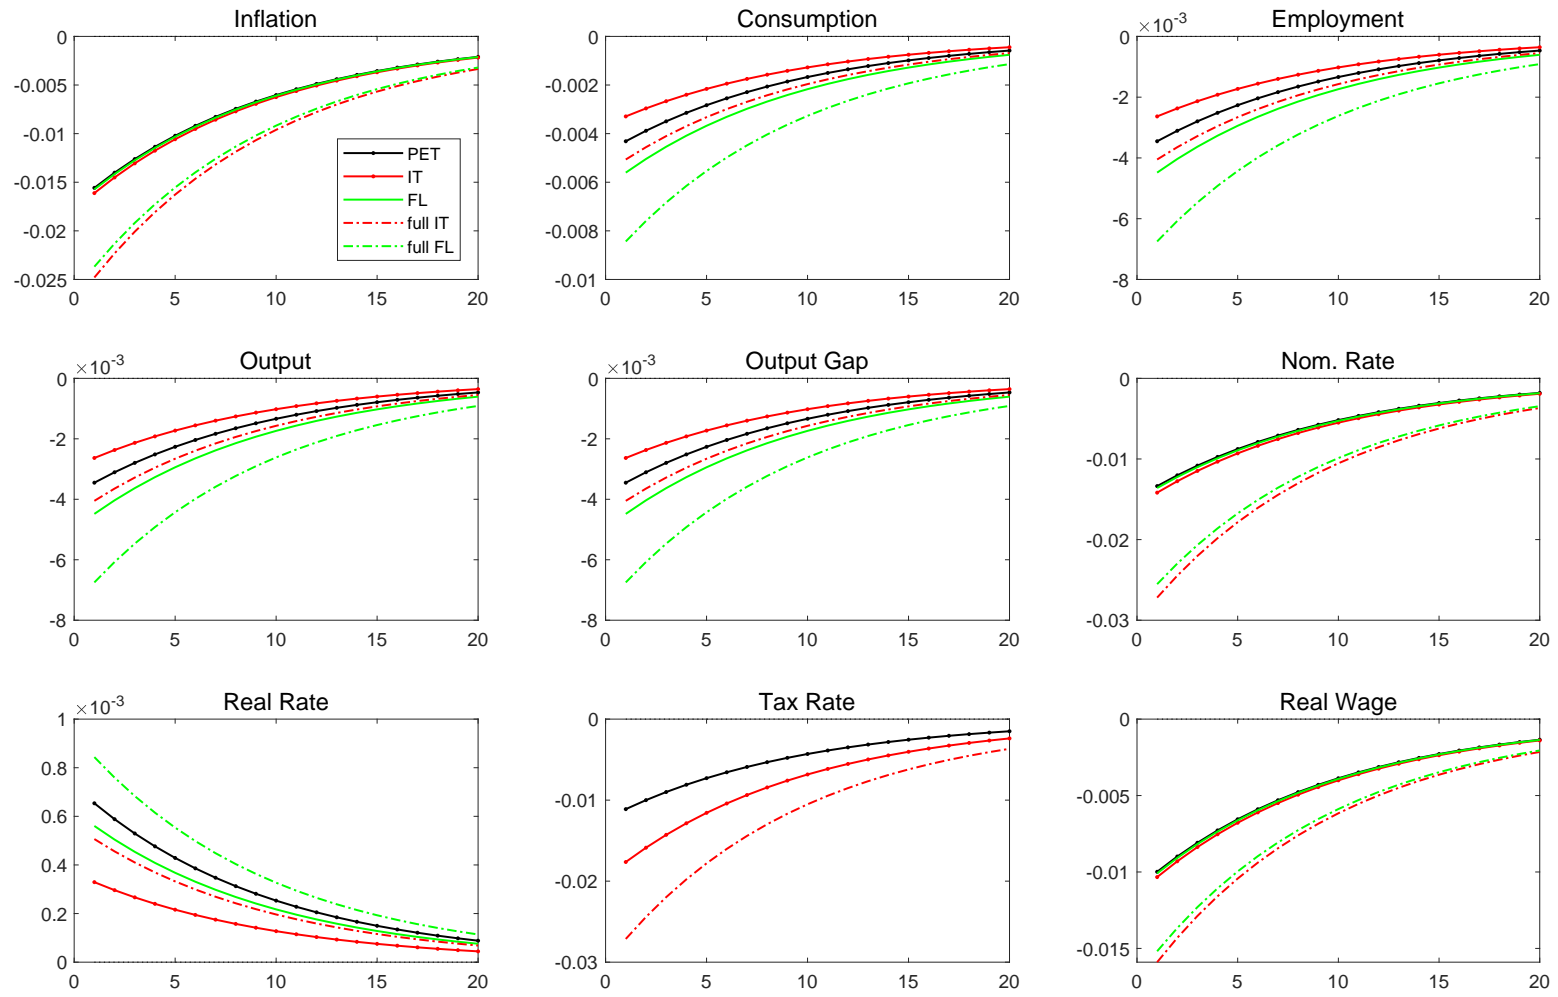 Inflation
0
-0.005
-0.01
-0.015
-0.02
-0.025
0 5 10 15 20
PET
IT
FL
full IT
full FL
Consumption
0
-0.002
-0.004
-0.006
-0.008
-0.01
0 5 10 15 20
Employment
×10-3
0
-2
-4
-6
-8
0 5 10 15 20
Output
×10-3
0
-2
-4
-6
-8
0 5 10 15 20
Output Gap
×10-3
0
-2
-4
-6
-8
0 5 10 15 20
Nom. Rate
0
-0.01
-0.02
-0.03
0 5 10 15 20
Real Rate
×10-3
1
0.8
0.6
0.4
0.2
0
0 5 10 15 20
Tax Rate
0
-0.01
-0.02
-0.03
0 5 10 15 20
Real Wage
0
-0.005
-0.01
-0.015
0 5 10 15 20